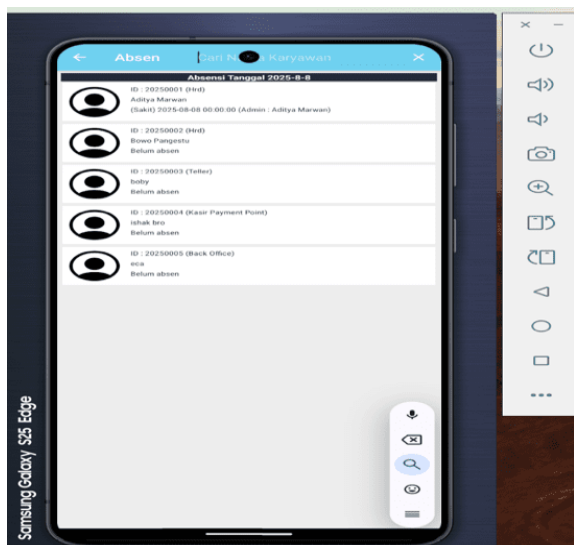 Absen
Cari N a Karyawan
Absensi Tanggal 2025-8-8
ID : 20250001 (Hrd)
Aditya Marwan
(Sakit) 2025-08-08 00:00:00 (Admin : Aditya Marwan)
ID : 20250002 (Hrd)
Bowo Pangestu
Belum absen
ID : 20250003 (Teller)
boby
Belum absen
ID : 20250004 (Kasir Payment Point)
ishak bro
Belum absen
ID : 20250005 (Back Office)
eca
Belum absen
Samsung Galaxy S25 Edge